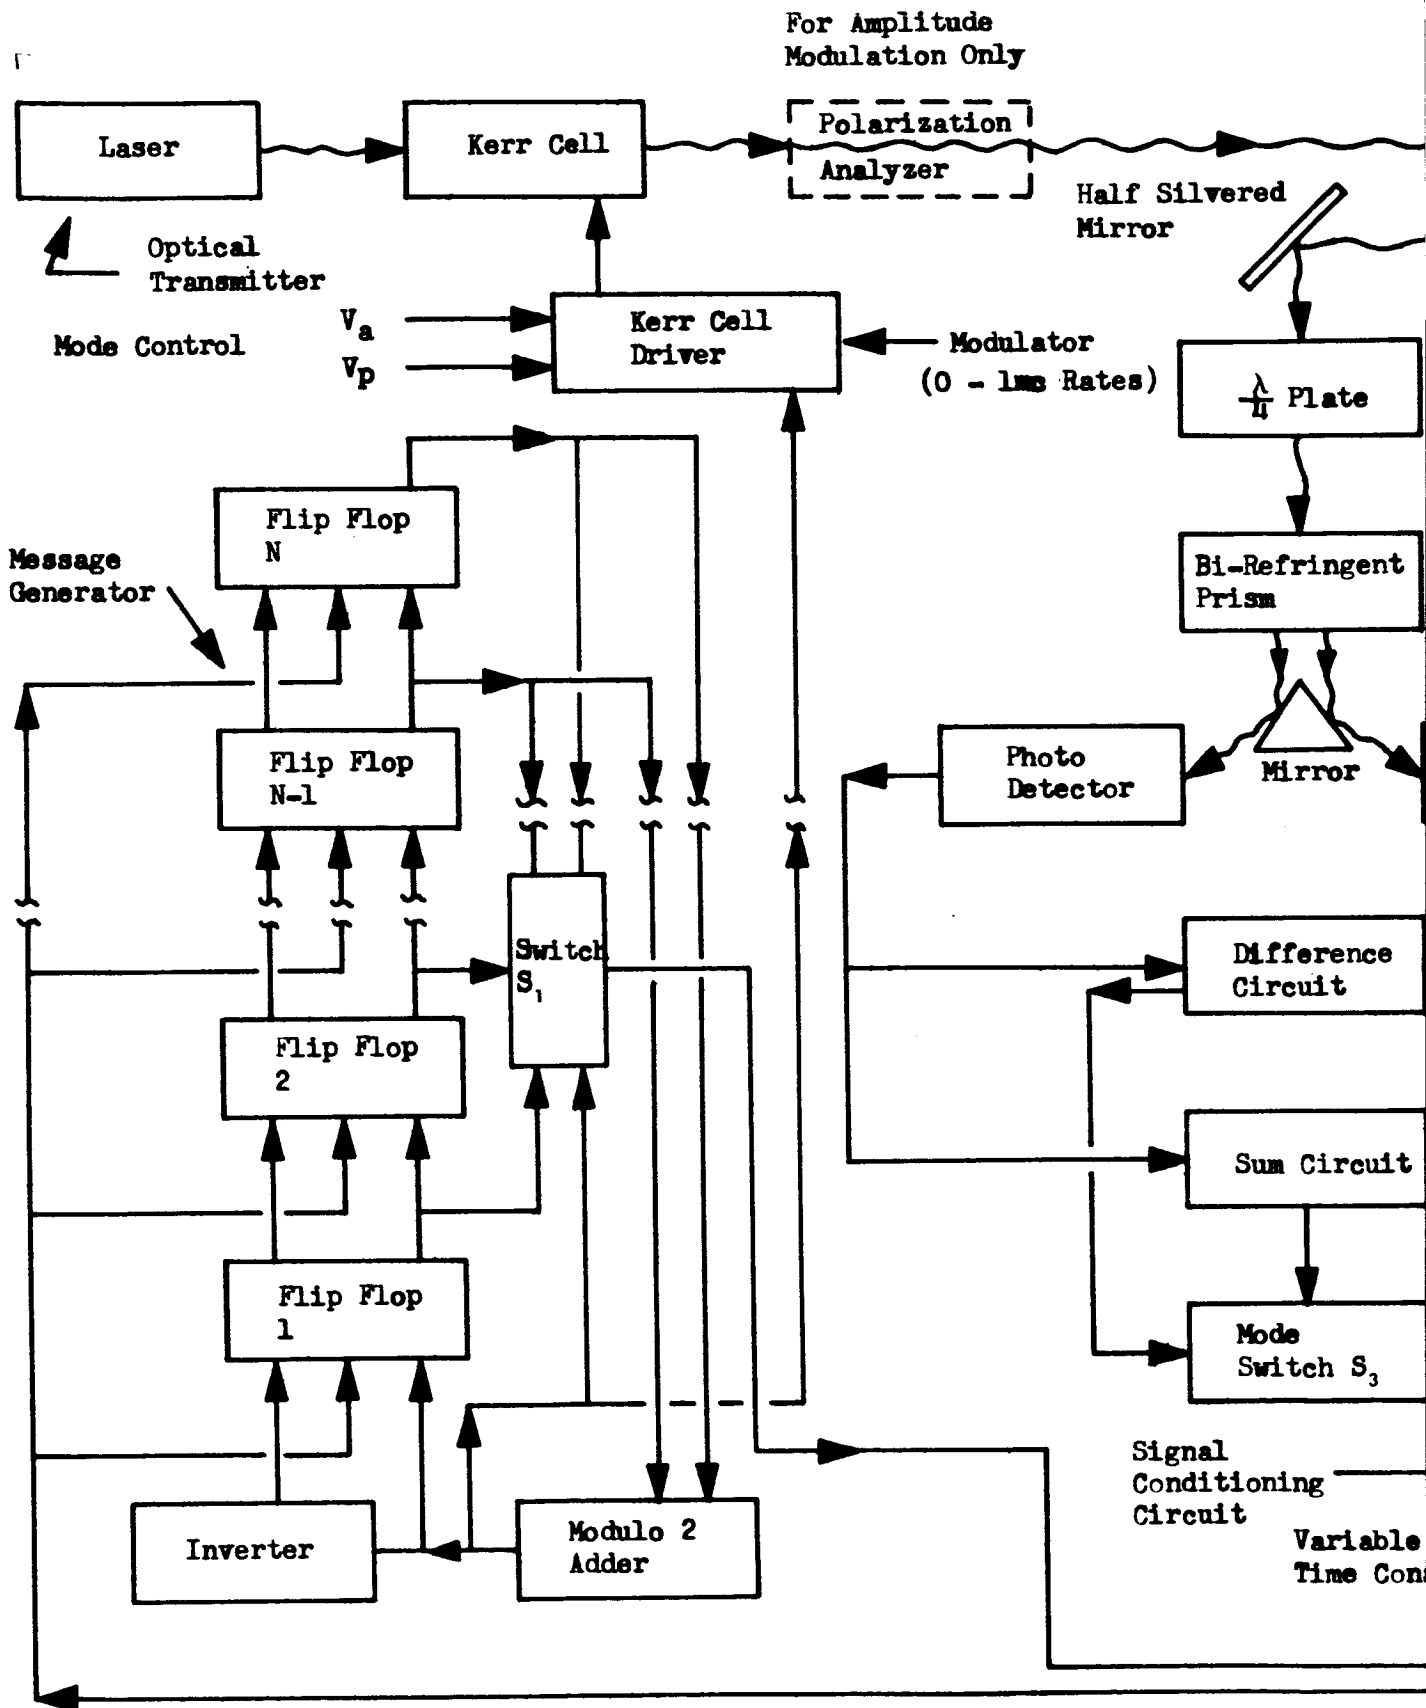 For Amplitude
Modulation Only
Laser
Kerr Cell
Polarization
Analyzer
Half Silvered
Mirror
Optical
Transmitter
Mode Control
Va
Vp
Kerr Cell
Driver
Modulator
(0 - 1mc Rates)
λ/4 Plate
Flip Flop
N
Message
Generator
Bi-Refringent
Prism
Flip Flop
N-1
Photo
Detector
Mirror
Switch
S1
Difference
Circuit
Flip Flop
2
Sum Circuit
Flip Flop
1
Mode
Switch S3
Signal
Conditioning
Circuit
Inverter
Modulo 2
Adder
Variable
Time